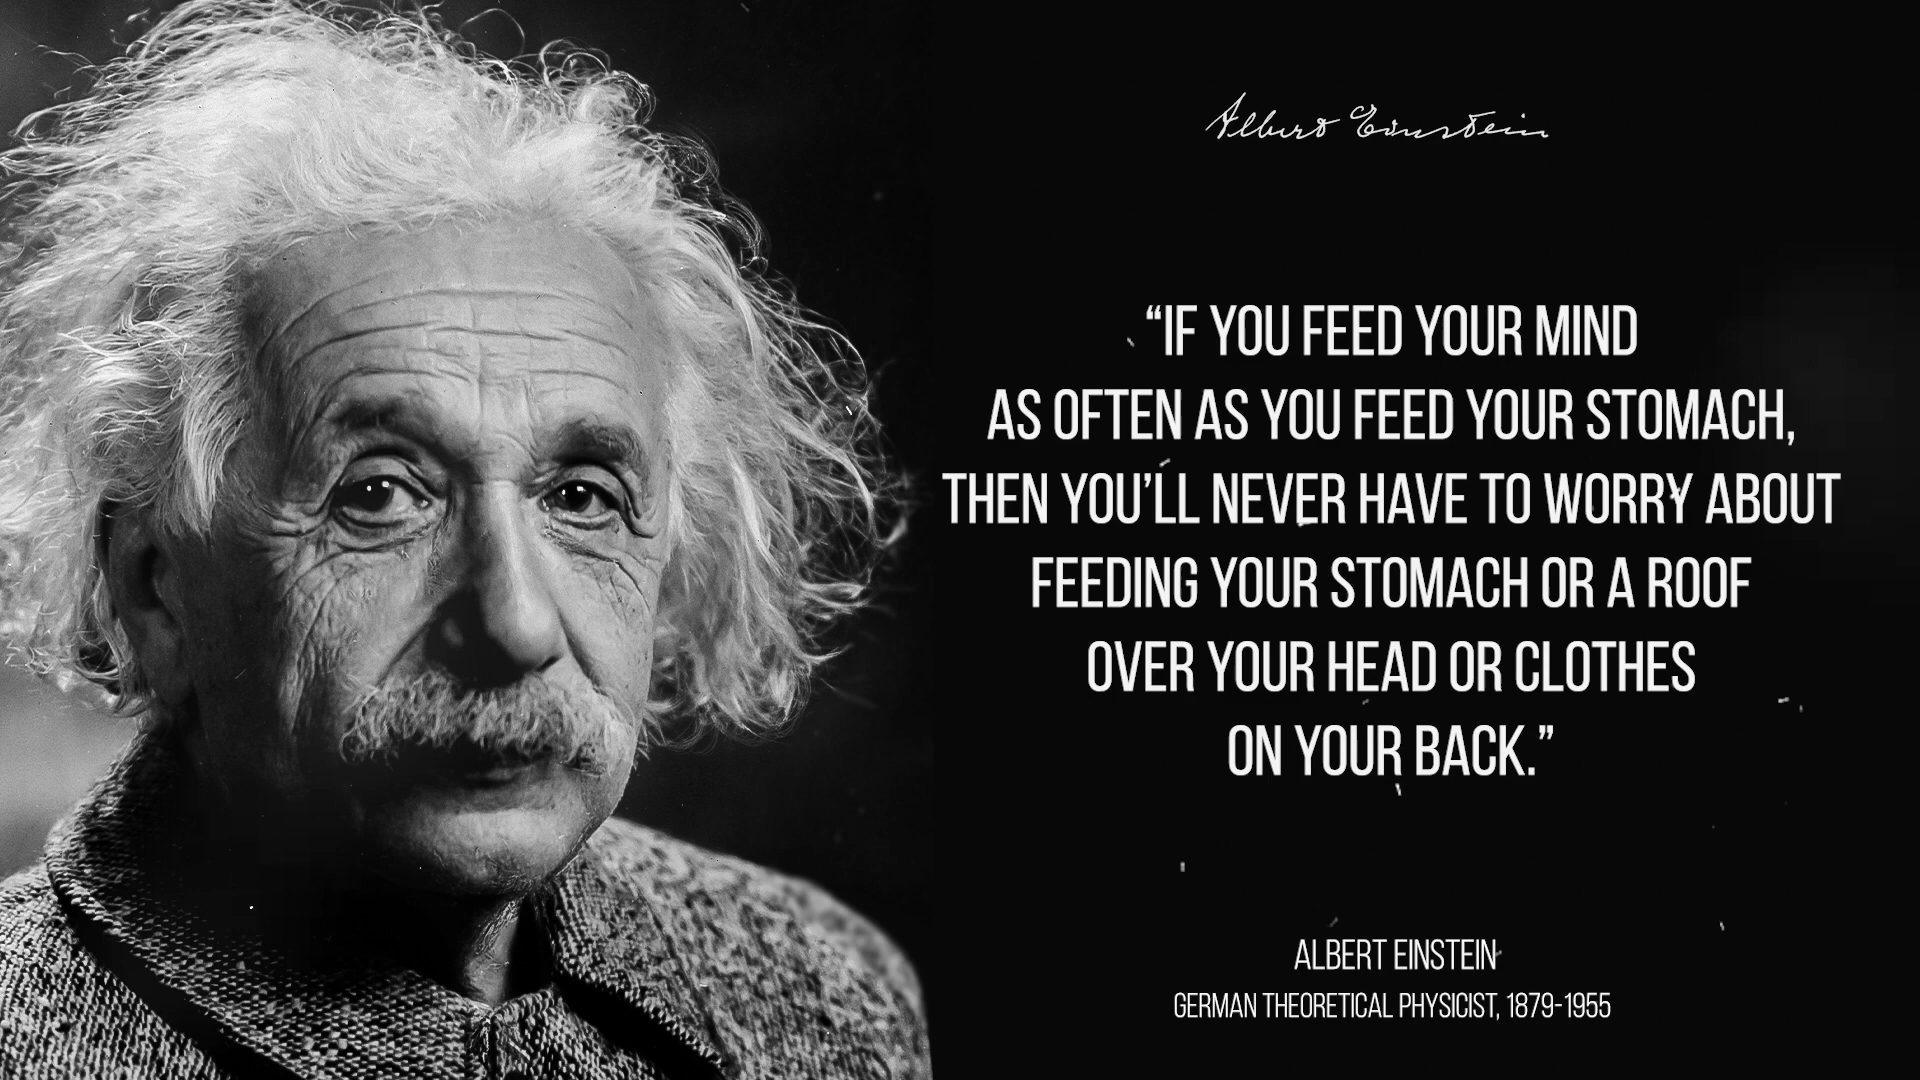 Albert Einstein
“IF YOU FEED YOUR MIND
AS OFTEN AS YOU FEED YOUR STOMACH,
THEN YOU’LL NEVER HAVE TO WORRY ABOUT
FEEDING YOUR STOMACH OR A ROOF
OVER YOUR HEAD OR CLOTHES
ON YOUR BACK.”
ALBERT EINSTEIN
GERMAN THEORETICAL PHYSICIST, 1879-1955